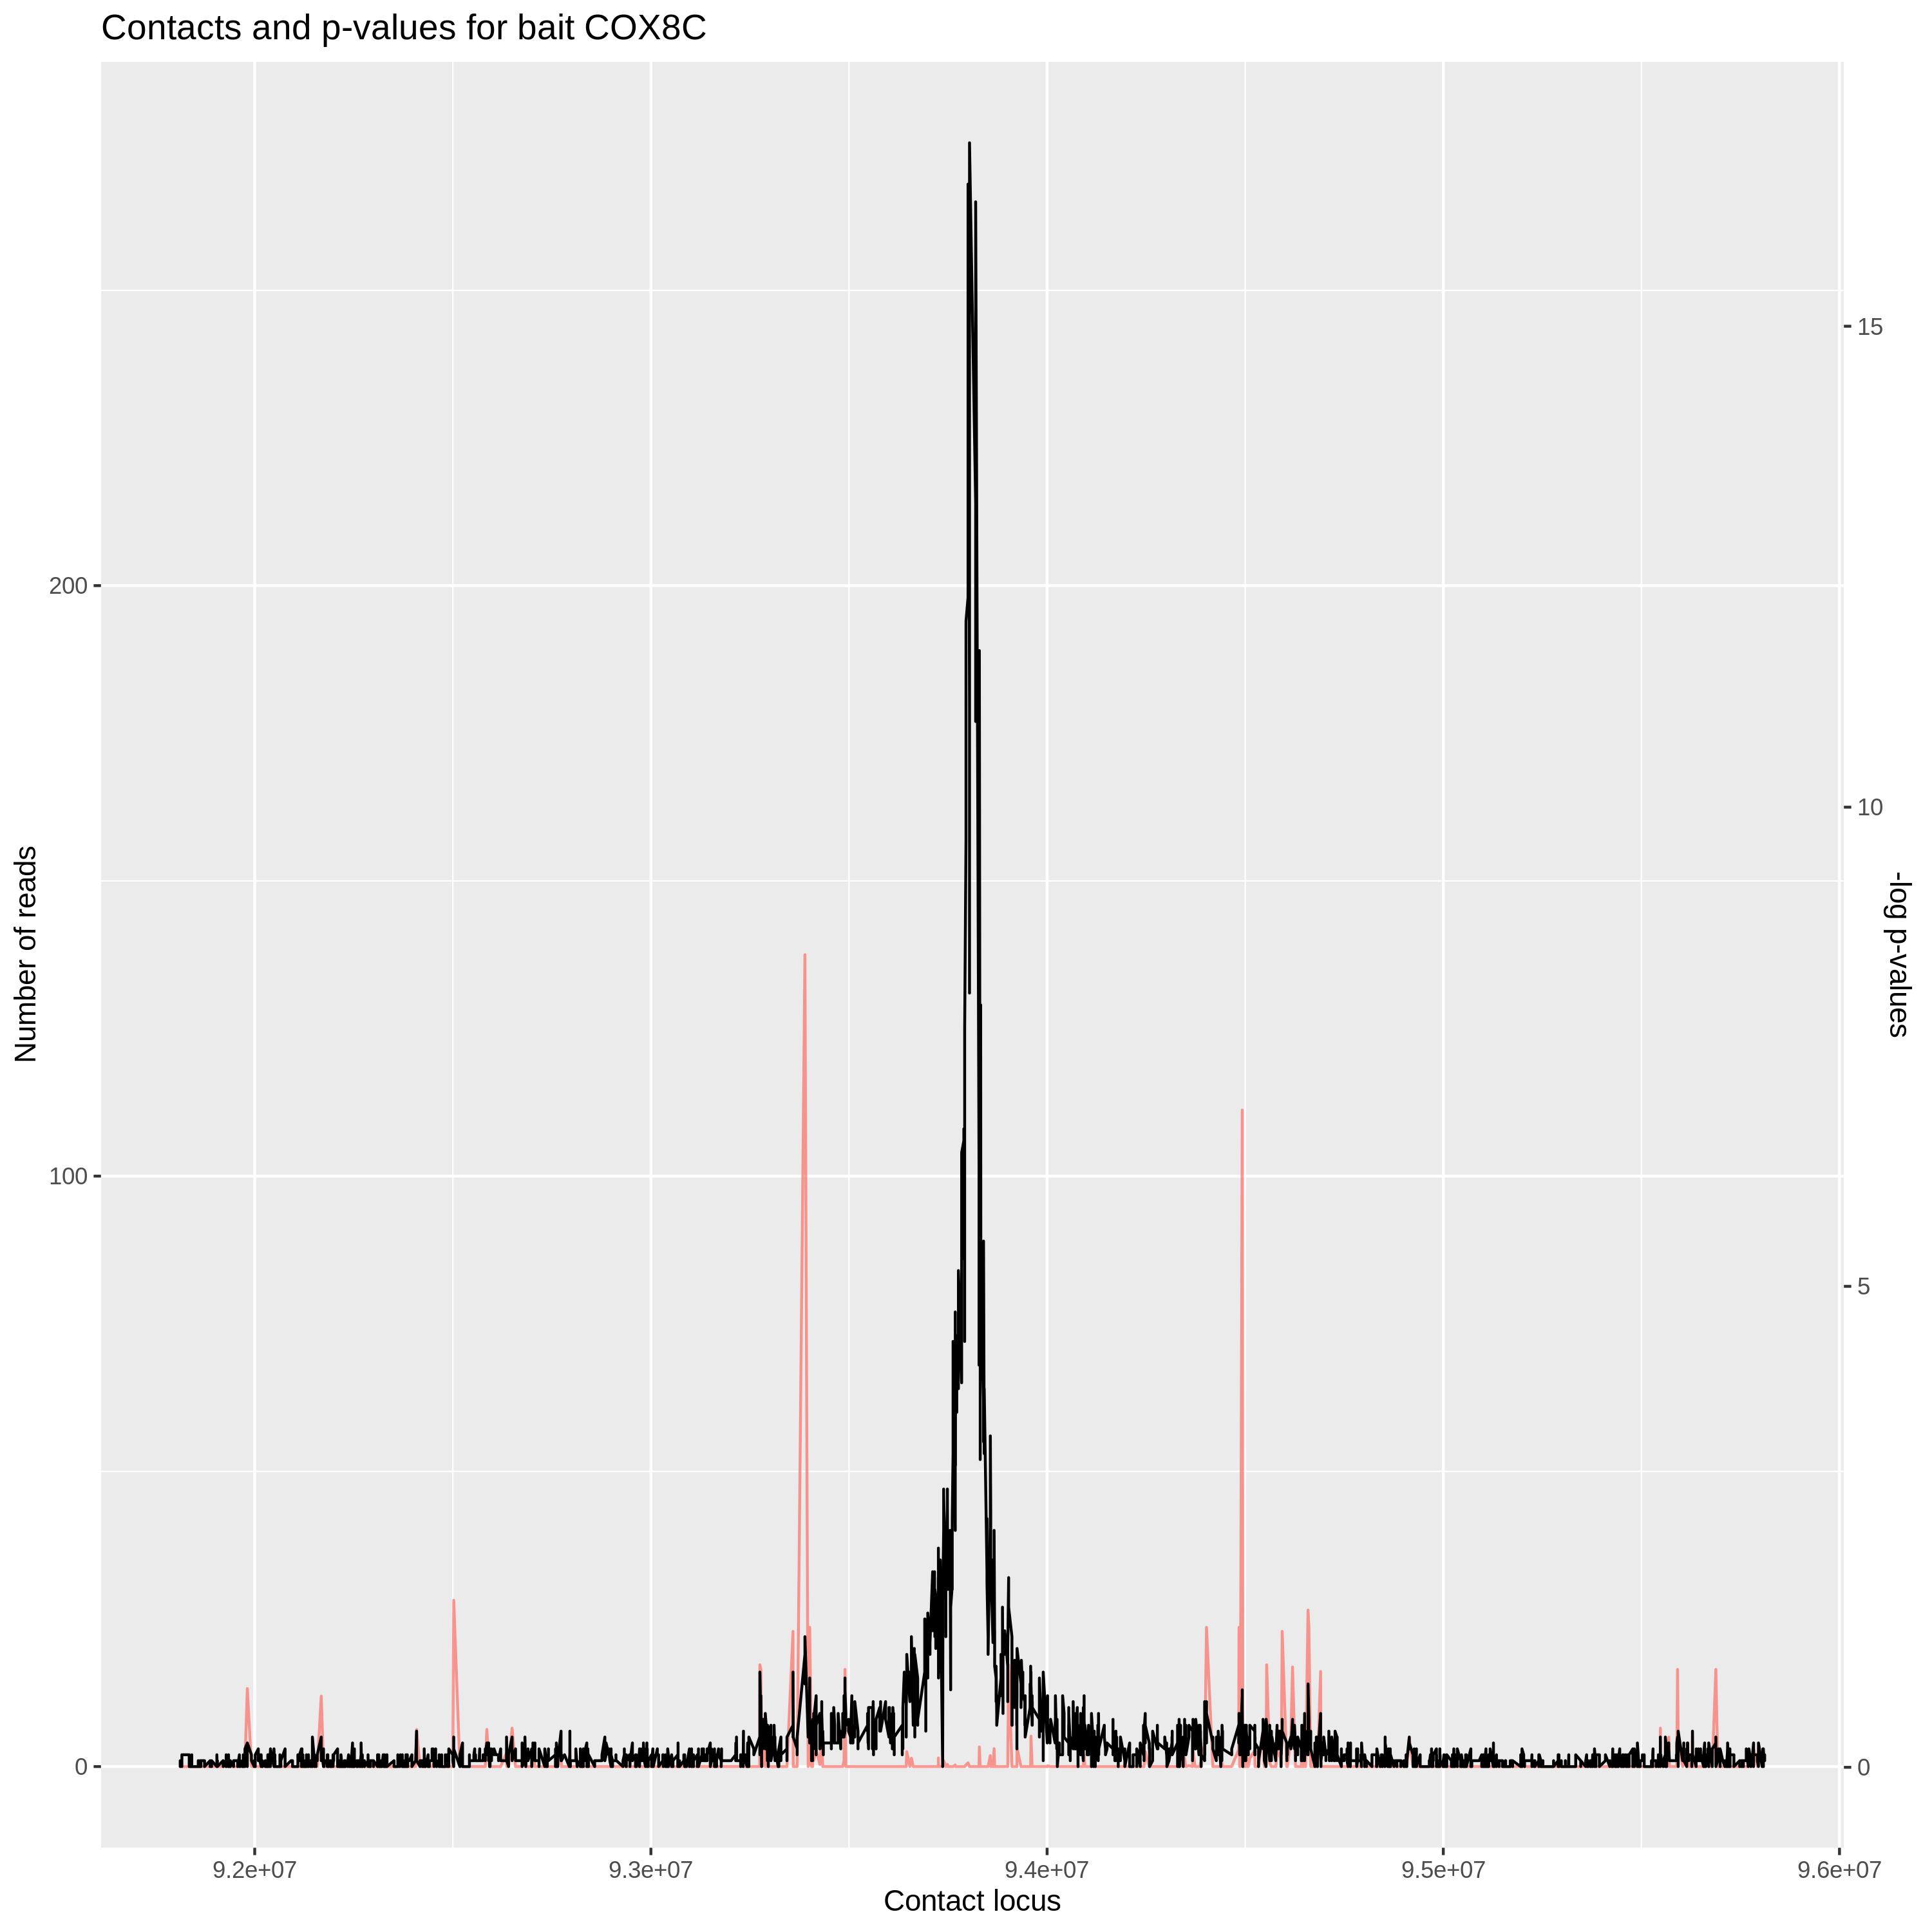 Contacts and p-values for bait COX8C
Number of reads
200
100
0
15
10
5
0
-log p-values
9.2e+07
9.3e+07
9.4e+07
9.5e+07
9.6e+07
Contact locus